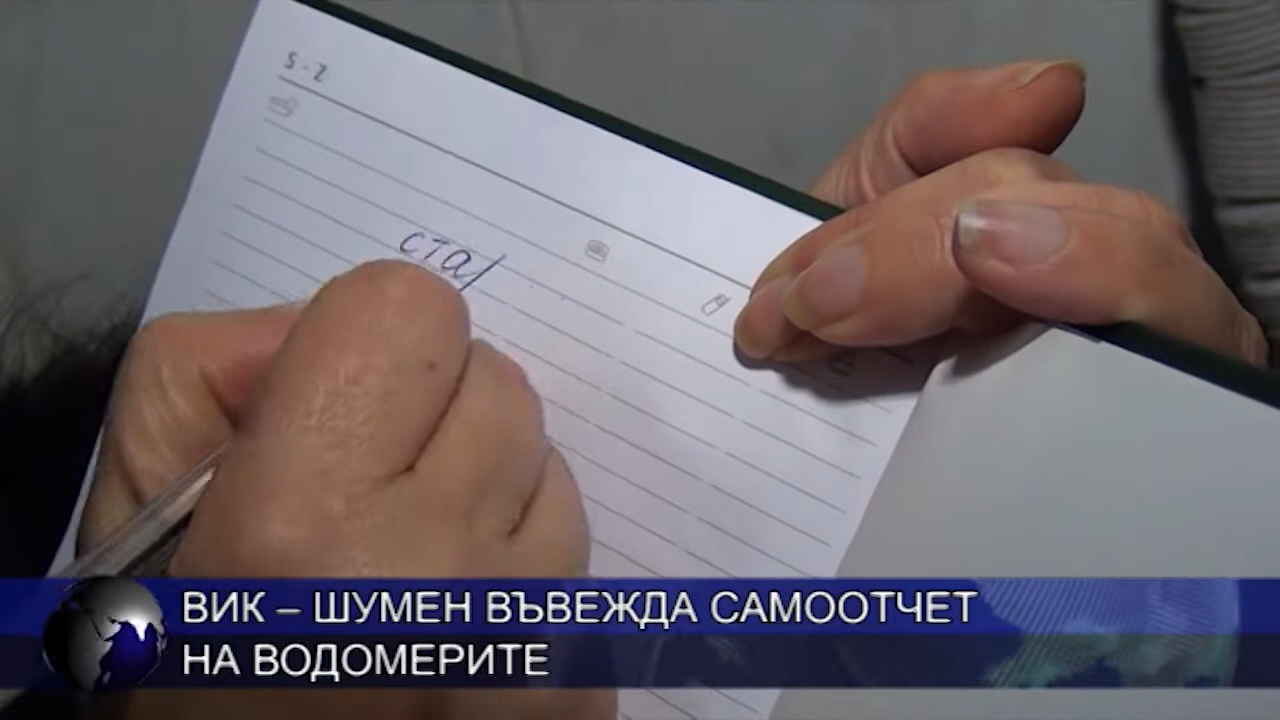 S - Z
ста
ВИК – ШУМЕН ВЪВЕЖДА САМООТЧЕТ
НА ВОДОМЕРИТЕ